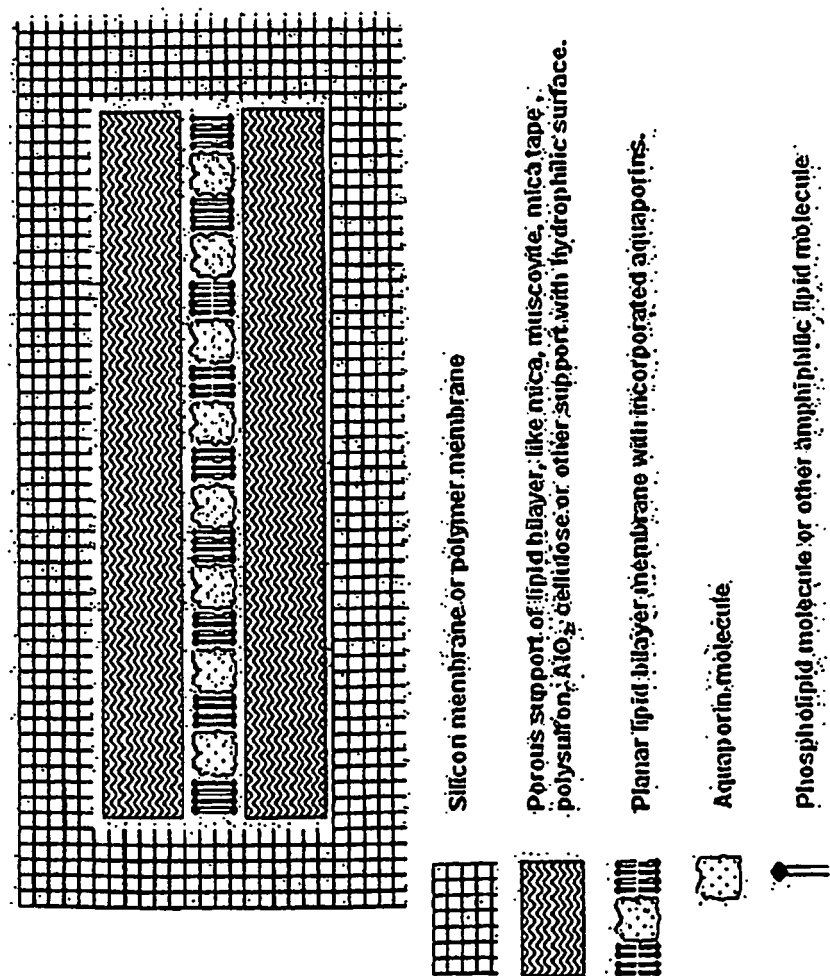 Silicon membrane or polymer membrane
Porous support of lipid bilayer, like mica, muscovite, mica tape,
polysulfon, AlO₂, cellulose or other support with hydrophilic surface.
Planar lipid bilayer membrane with incorporated aquaporins.
Aquaporin molecule
Phospholipid molecule or other amphiphilic lipid molecule